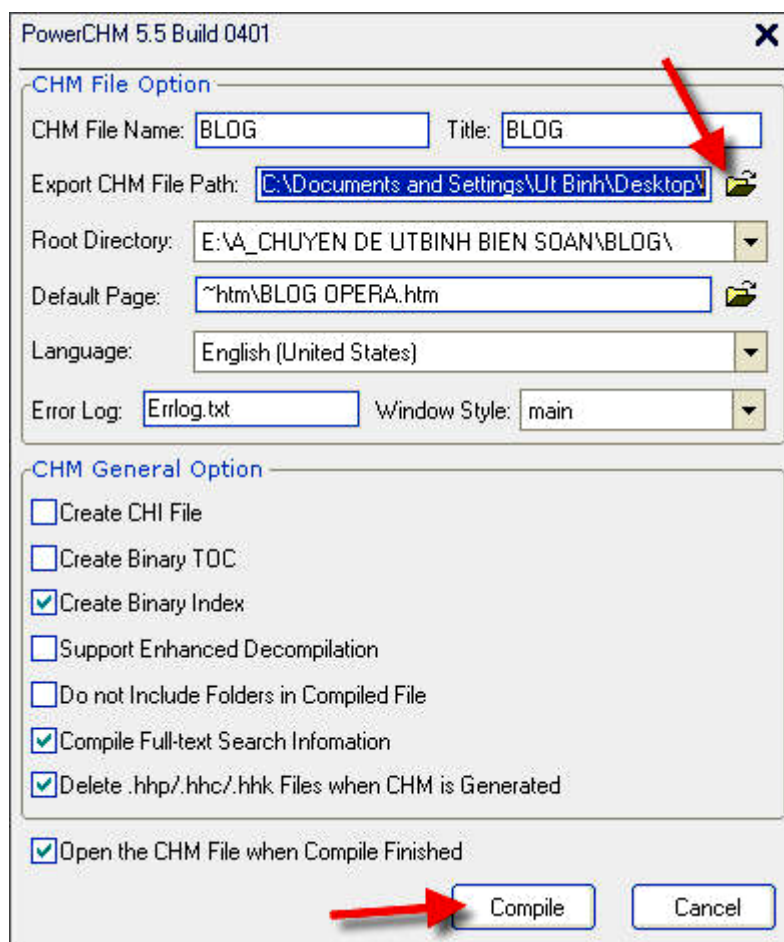 PowerCHM 5.5 Build 0401
CHM File Option
CHM File Name: BLOG Title: BLOG
Export CHM File Path: C:\Documents and Settings\Ut Binh\Desktop\
Root Directory: E:\A_CHUYEN DE UTBINH BIEN SOAN\BLOG\
Default Page: ~htm\BLOG OPERA.htm
Language: English (United States)
Error Log: Errlog.txt Window Style: main
CHM General Option
Create CHI File
Create Binary TOC
Create Binary Index
Support Enhanced Decompilation
Do not Include Folders in Compiled File
Compile Full-text Search Infomation
Delete .hhp/.hhc/.hhk Files when CHM is Generated
Open the CHM File when Compile Finished
Compile Cancel